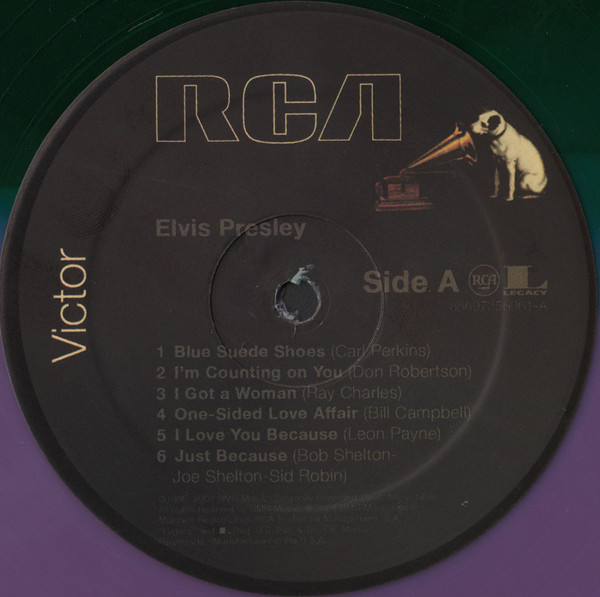 RCA
Victor
Elvis Presley
Side A RCA L
LEGACY
1 Blue Suede Shoes (Carl Perkins)
2 I'm Counting on You (Don Robertson)
3 I Got a Woman (Ray Charles)
4 One-Sided Love Affair (Bill Campbell)
5 I Love You Because (Leon Payne)
6 Just Because (Bob Shelton-
Joe Shelton-Sid Robin)